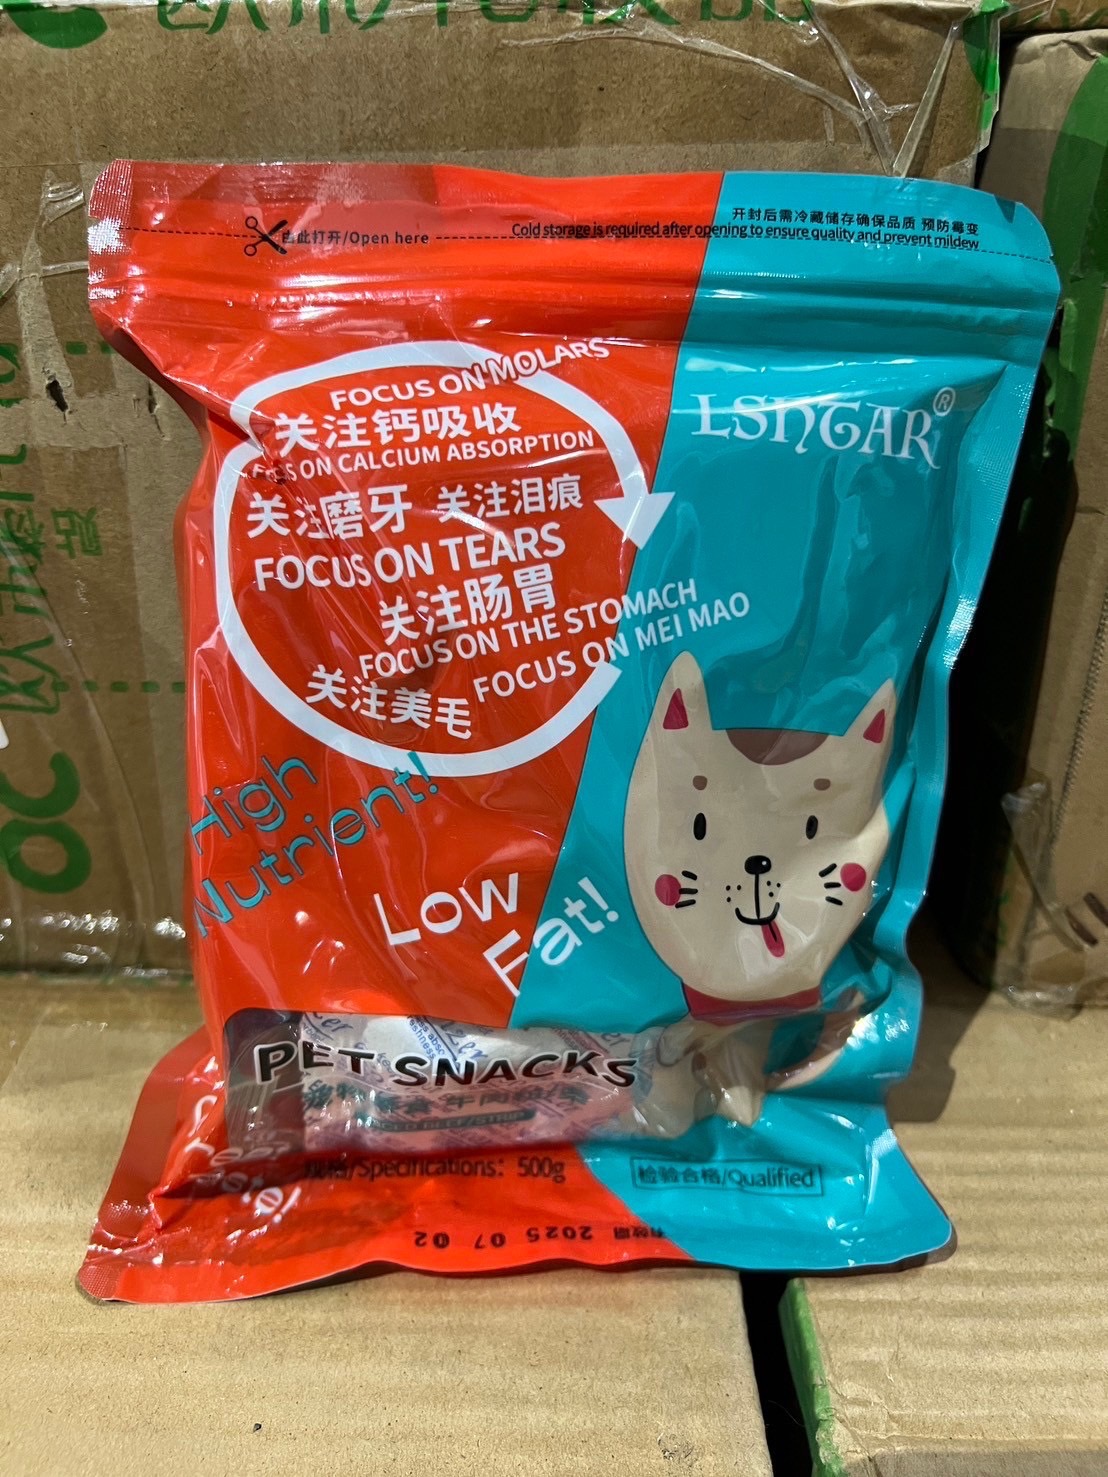 由此打开/Open here
开封后需冷藏储存确保品质 预防霉变
Cold storage is required after opening to ensure quality and prevent mildew
FOCUS ON MOLARS
关注钙吸收
ON CALCIUM ABSORPTION
关注磨牙 关注泪痕
FOCUS ON TEARS
关注肠胃
FOCUS ON THE STOMACH
关注美毛
FOCUS ON MEI MAO
LSHTAR®
High
Nutrient!
Low
Fat!
PET SNACKS
规格/Specifications: 500g
检验合格/Qualified
有效期 2025 07 02